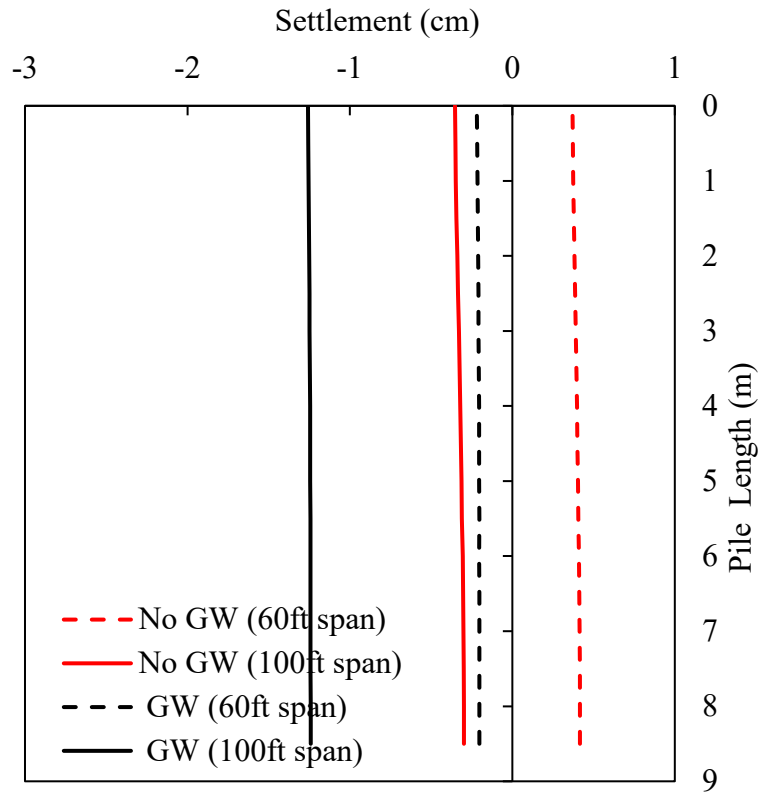 Settlement (cm)
-3 -2 -1 0 1
0
1
2
3
4
5
6
7
8
9
Pile Length (m)
No GW (60ft span)
No GW (100ft span)
GW (60ft span)
GW (100ft span)